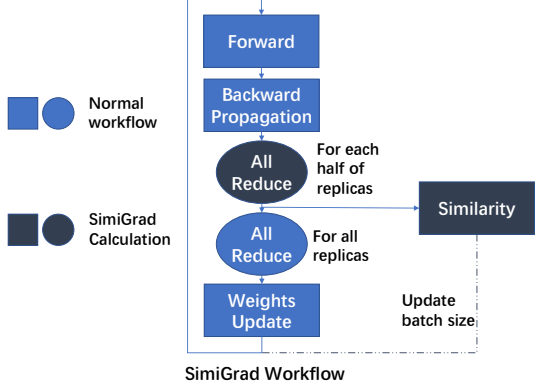 Forward
Backward
Propagation
Normal
workflow
All
Reduce
For each
half of
replicas
Similarity
SimiGrad
Calculation
All
Reduce
For all
replicas
Weights
Update
Update
batch size
SimiGrad Workflow